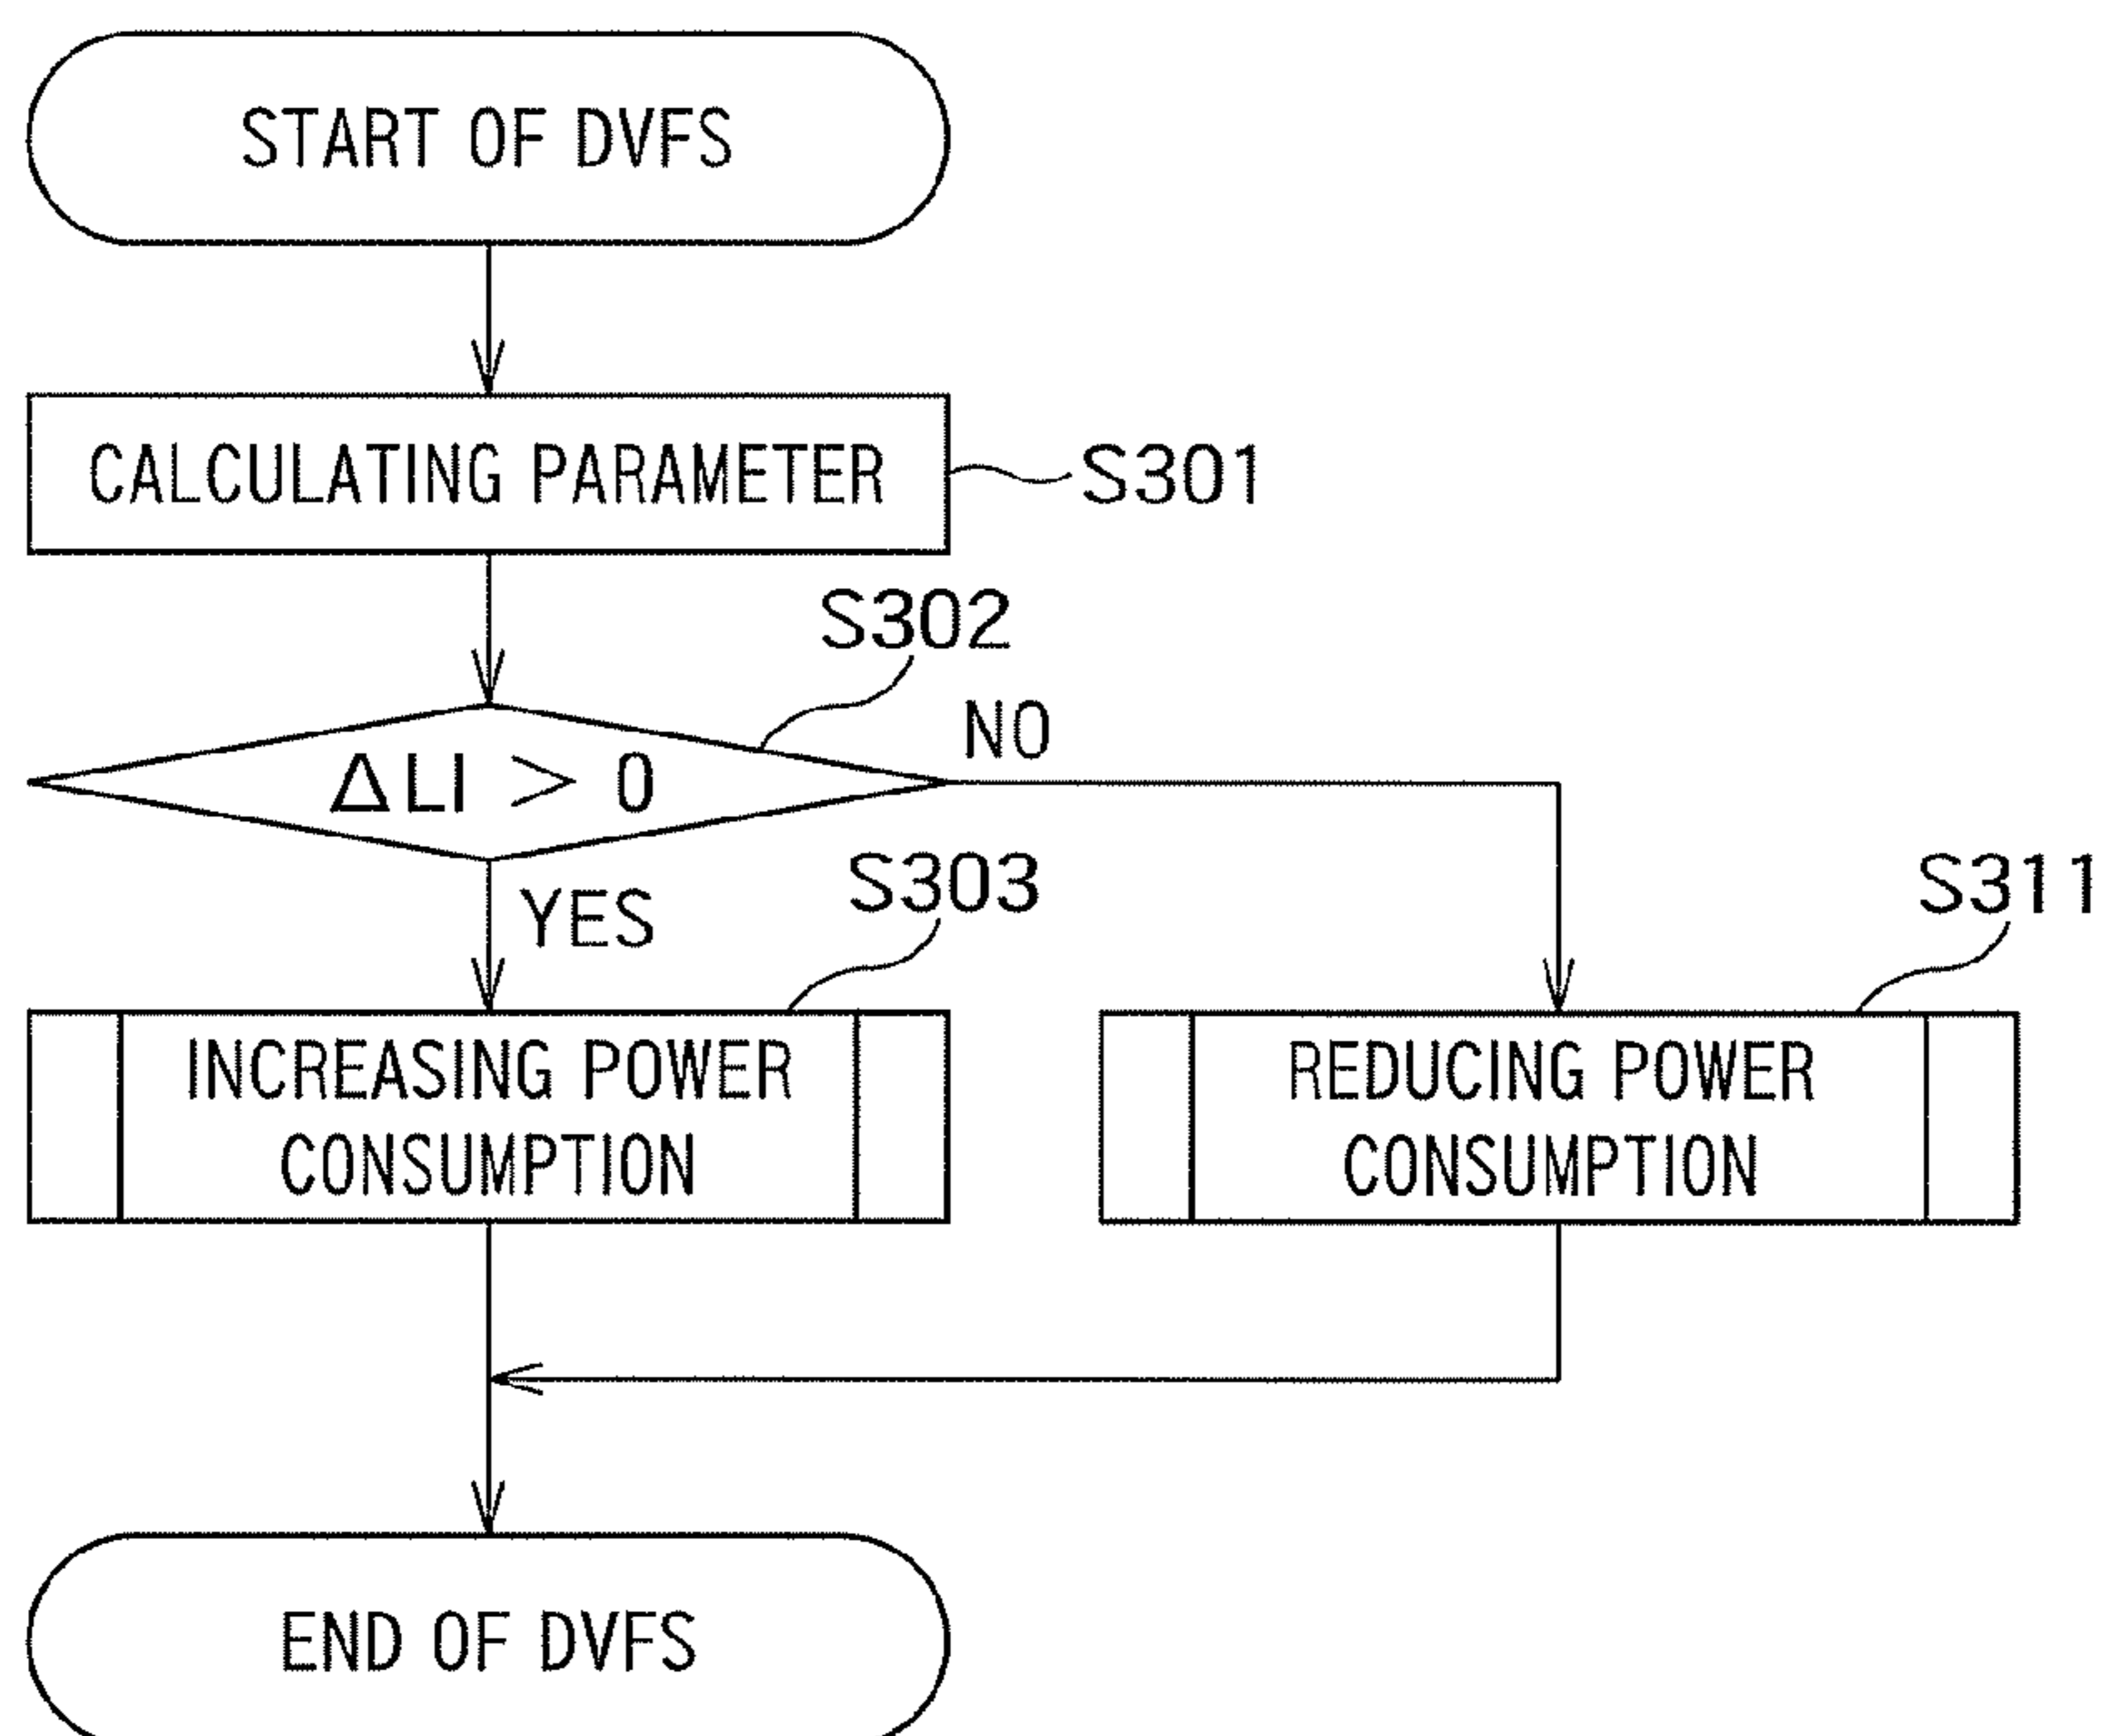 START OF DVFS
CALCULATING PARAMETER
S301
S302
ΔLI > 0
NO
YES
S303
S311
INCREASING POWER
CONSUMPTION
REDUCING POWER
CONSUMPTION
END OF DVFS